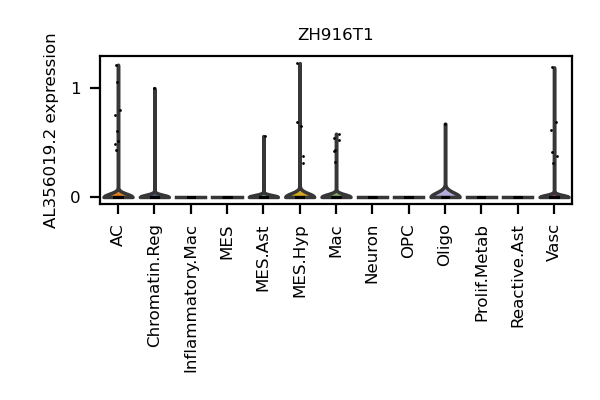 ZH916T1
AL356019.2 expression
1
0
AC
Chromatin.Reg
Inflammatory.Mac
MES
MES.Ast
MES.Hyp
Mac
Neuron
OPC
Oligo
Prolif.Metab
Reactive.Ast
Vasc